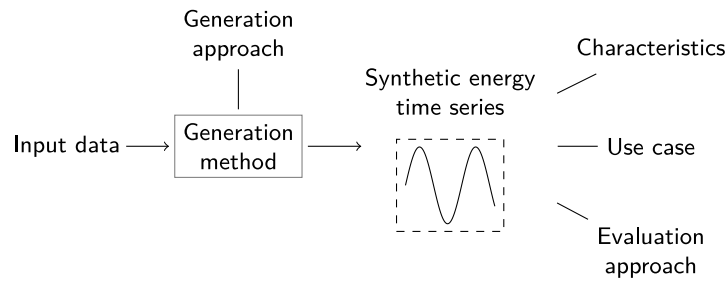 Generation
approach
Input data
Generation
method
Synthetic energy
time series
Characteristics
Use case
Evaluation
approach